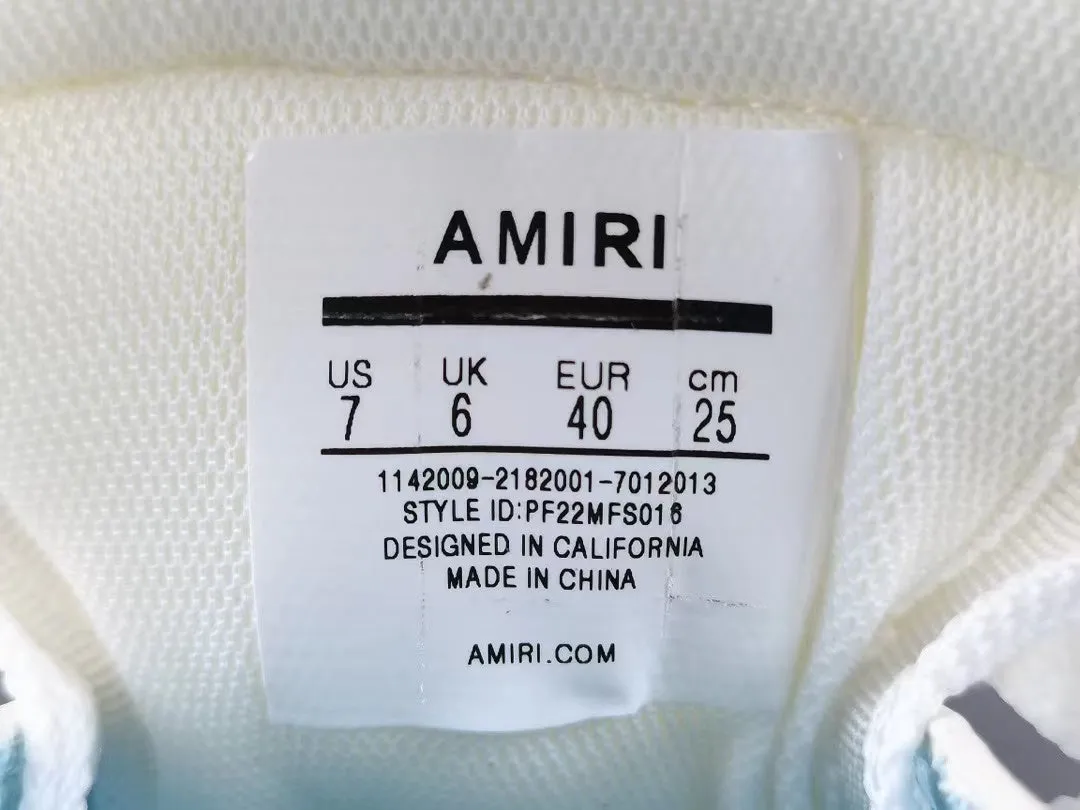 AMIRI
US UK EUR cm
7 6 40 25
1142009-2182001-7012013
STYLE ID:PF22MFS016
DESIGNED IN CALIFORNIA
MADE IN CHINA
AMIRI.COM